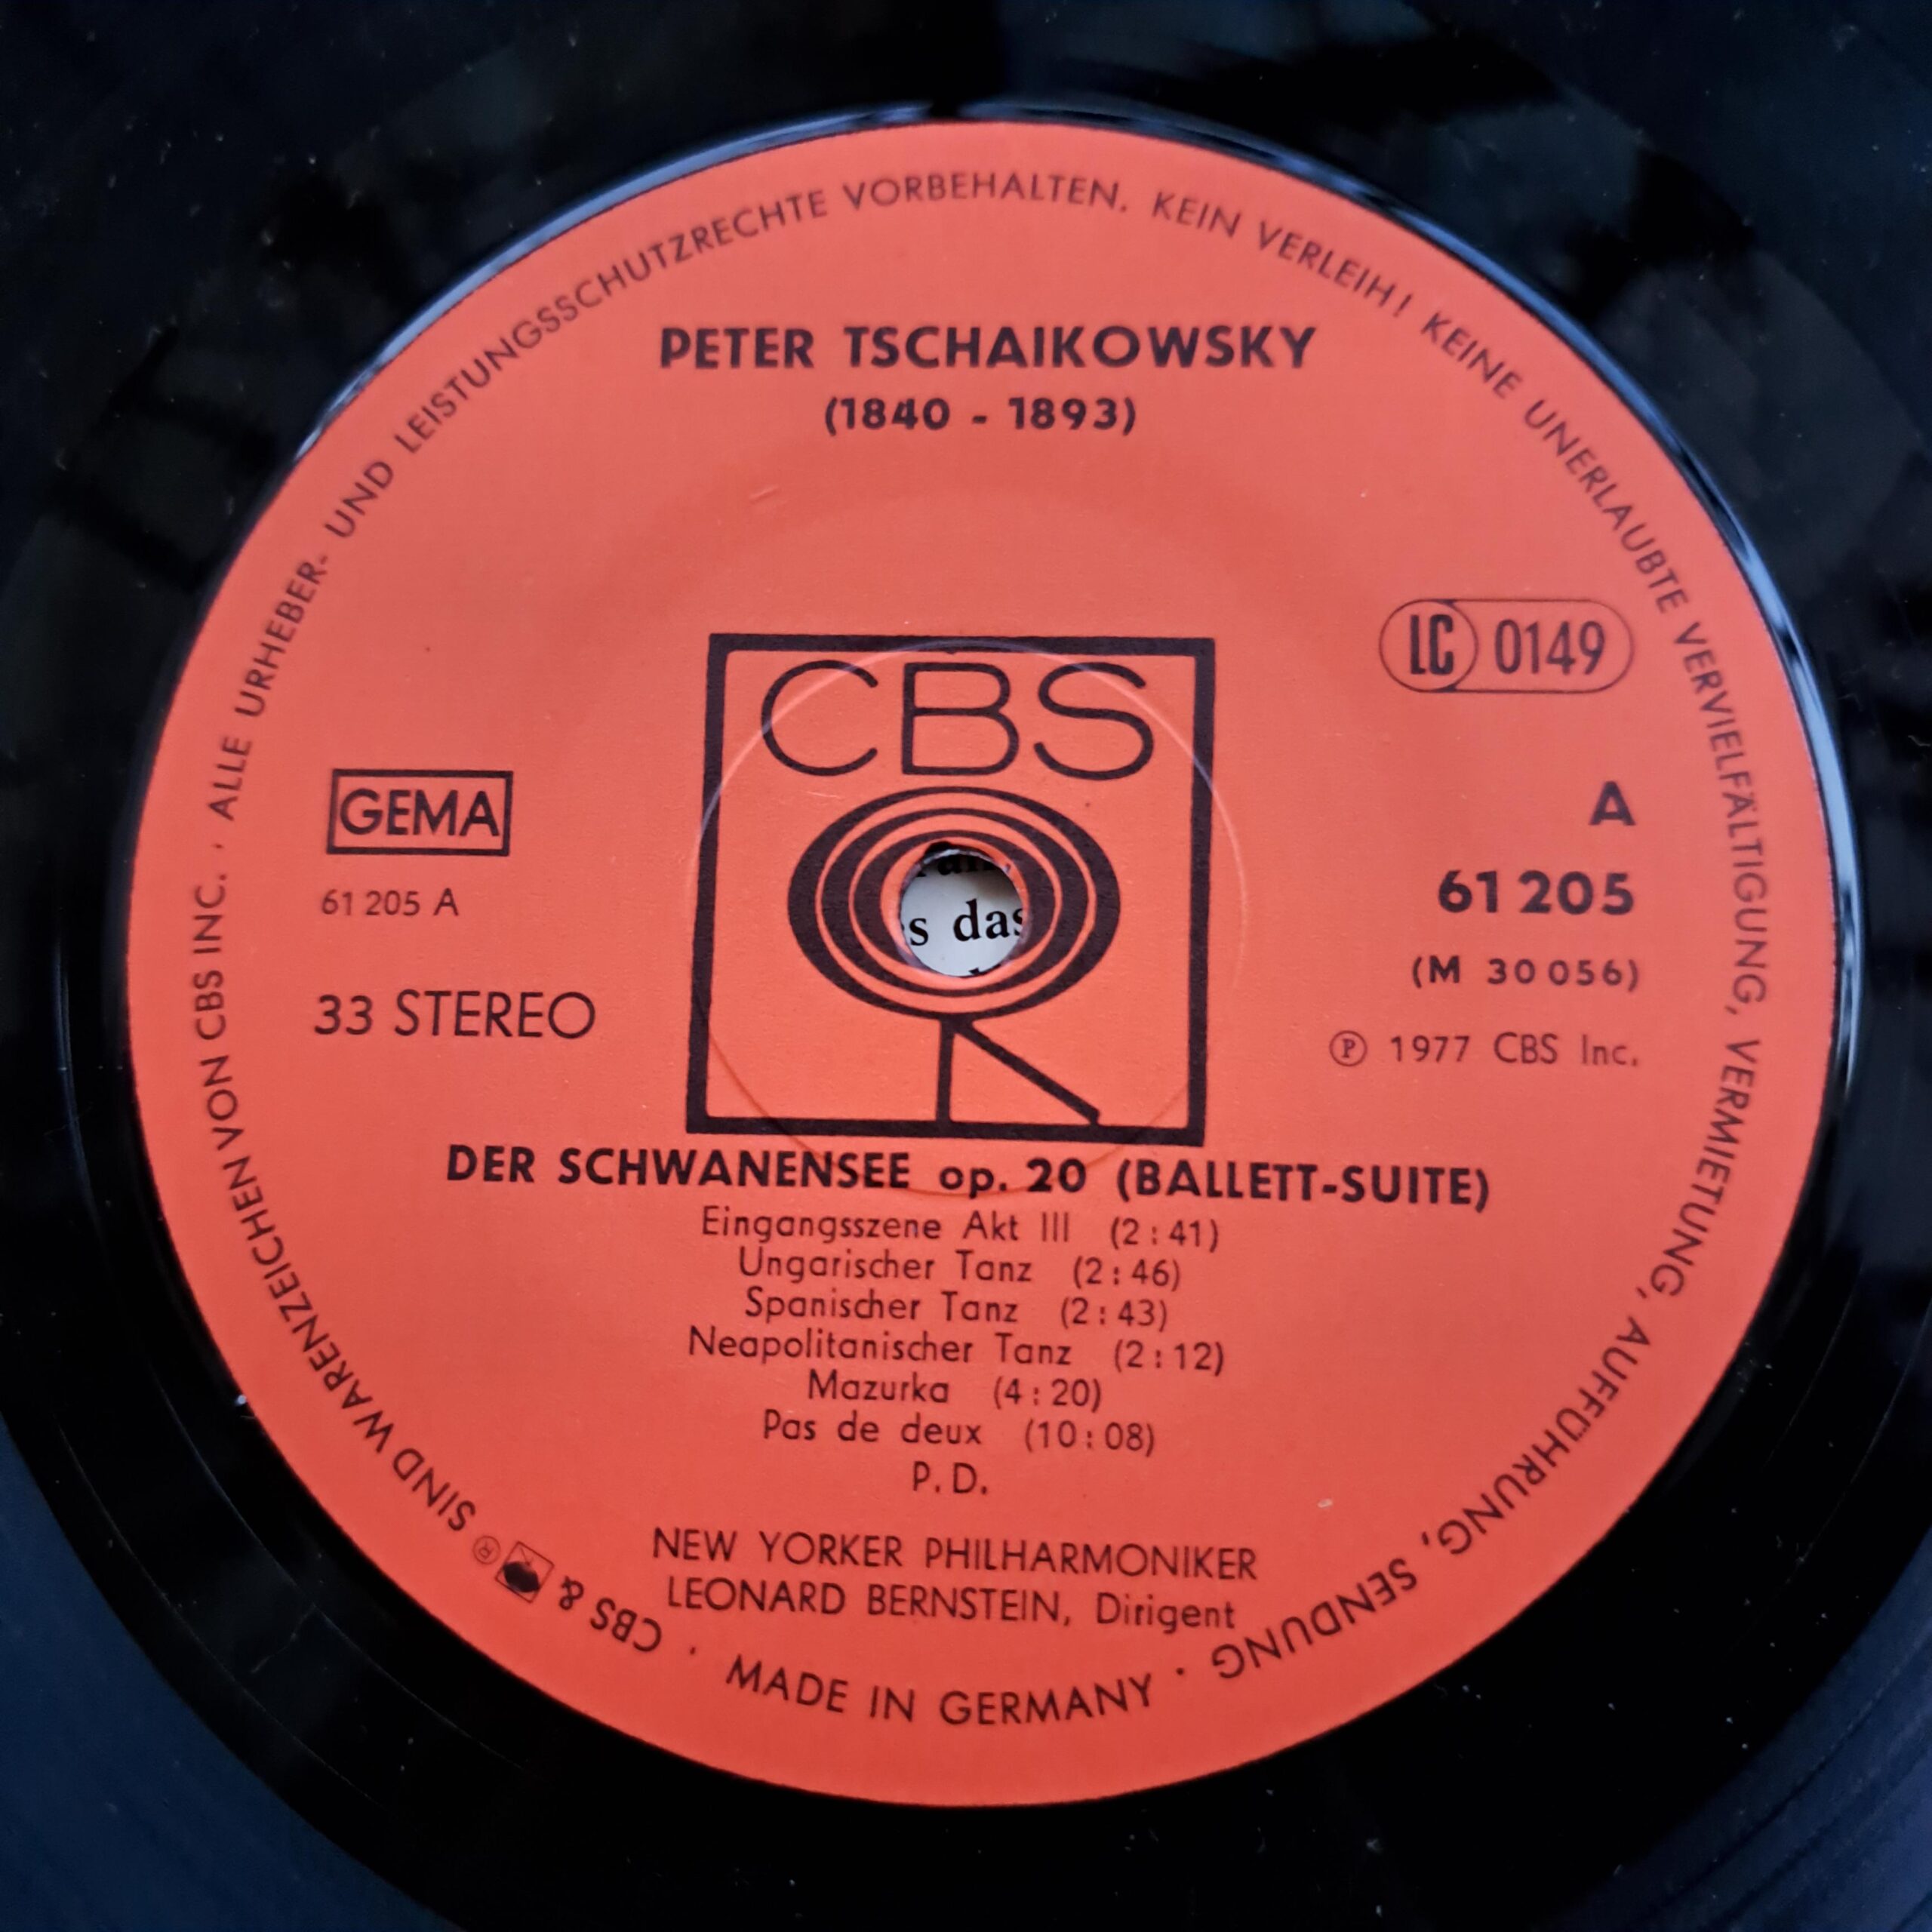 ALLE URHEBER- UND LEISTUNGSSCHUTZRECHTE VORBEHALTEN. KEIN VERLEIH! KEINE UNERLAUBTE VERVIELFÄLTIGUNG, VERMIETUNG, AUFFÜHRUNG, SENDUNG ·
PETER TSCHAIKOWSKY
(1840 - 1893)
LC 0149
CBS
GEMA
61 205 A
33 STEREO
A
61 205
(M 30 056)
Ⓟ 1977 CBS Inc.
s das
DER SCHWANENSEE op. 20 (BALLETT-SUITE)
Eingangsszene Akt III (2:41)
Ungarischer Tanz (2:46)
Spanischer Tanz (2:43)
Neapolitanischer Tanz (2:12)
Mazurka (4:20)
Pas de deux (10:08)
P.D.
NEW YORKER PHILHARMONIKER
LEONARD BERNSTEIN, Dirigent
MADE IN GERMANY ·
CBS & ® SIND WARENZEICHEN VON CBS INC. ·